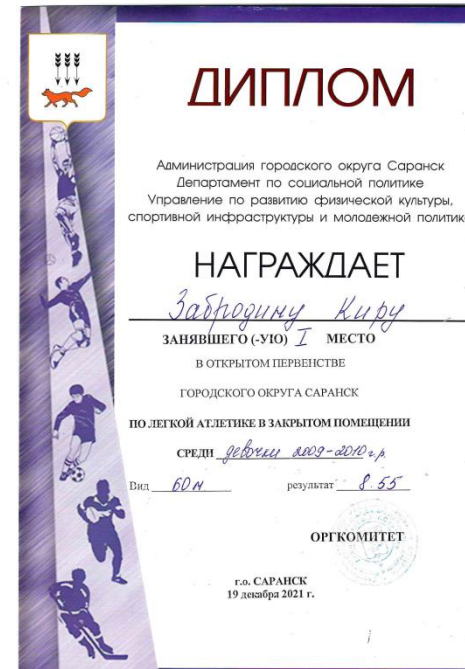 ДИПЛОМ
Администрация городского округа Саранск
Департамент по социальной политике
Управление по развитию физической культуры,
спортивной инфраструктуры и молодежной политик
НАГРАЖДАЕТ
Забродину Киру
ЗАНЯВШЕГО (-УЮ) I МЕСТО
В ОТКРЫТОМ ПЕРВЕНСТВЕ
ГОРОДСКОГО ОКРУГА САРАНСК
ПО ЛЕГКОЙ АТЛЕТИКЕ В ЗАКРЫТОМ ПОМЕЩЕНИИ
СРЕДИ девочки 2009-2010 г.р.
Вид 60 м результат 8.55
ОРГКОМИТЕТ
г.о. САРАНСК
19 декабря 2021 г.